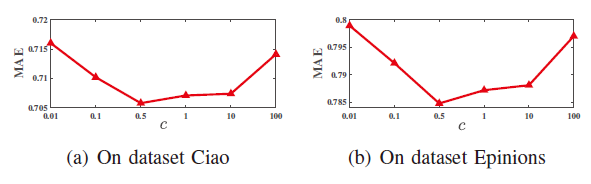 0.72
0.715
0.71
0.705
MAE
0.01 0.1 0.5 1 10 100
c
(a) On dataset Ciao
0.8
0.795
0.79
0.785
MAE
0.01 0.1 0.5 1 10 100
c
(b) On dataset Epinions